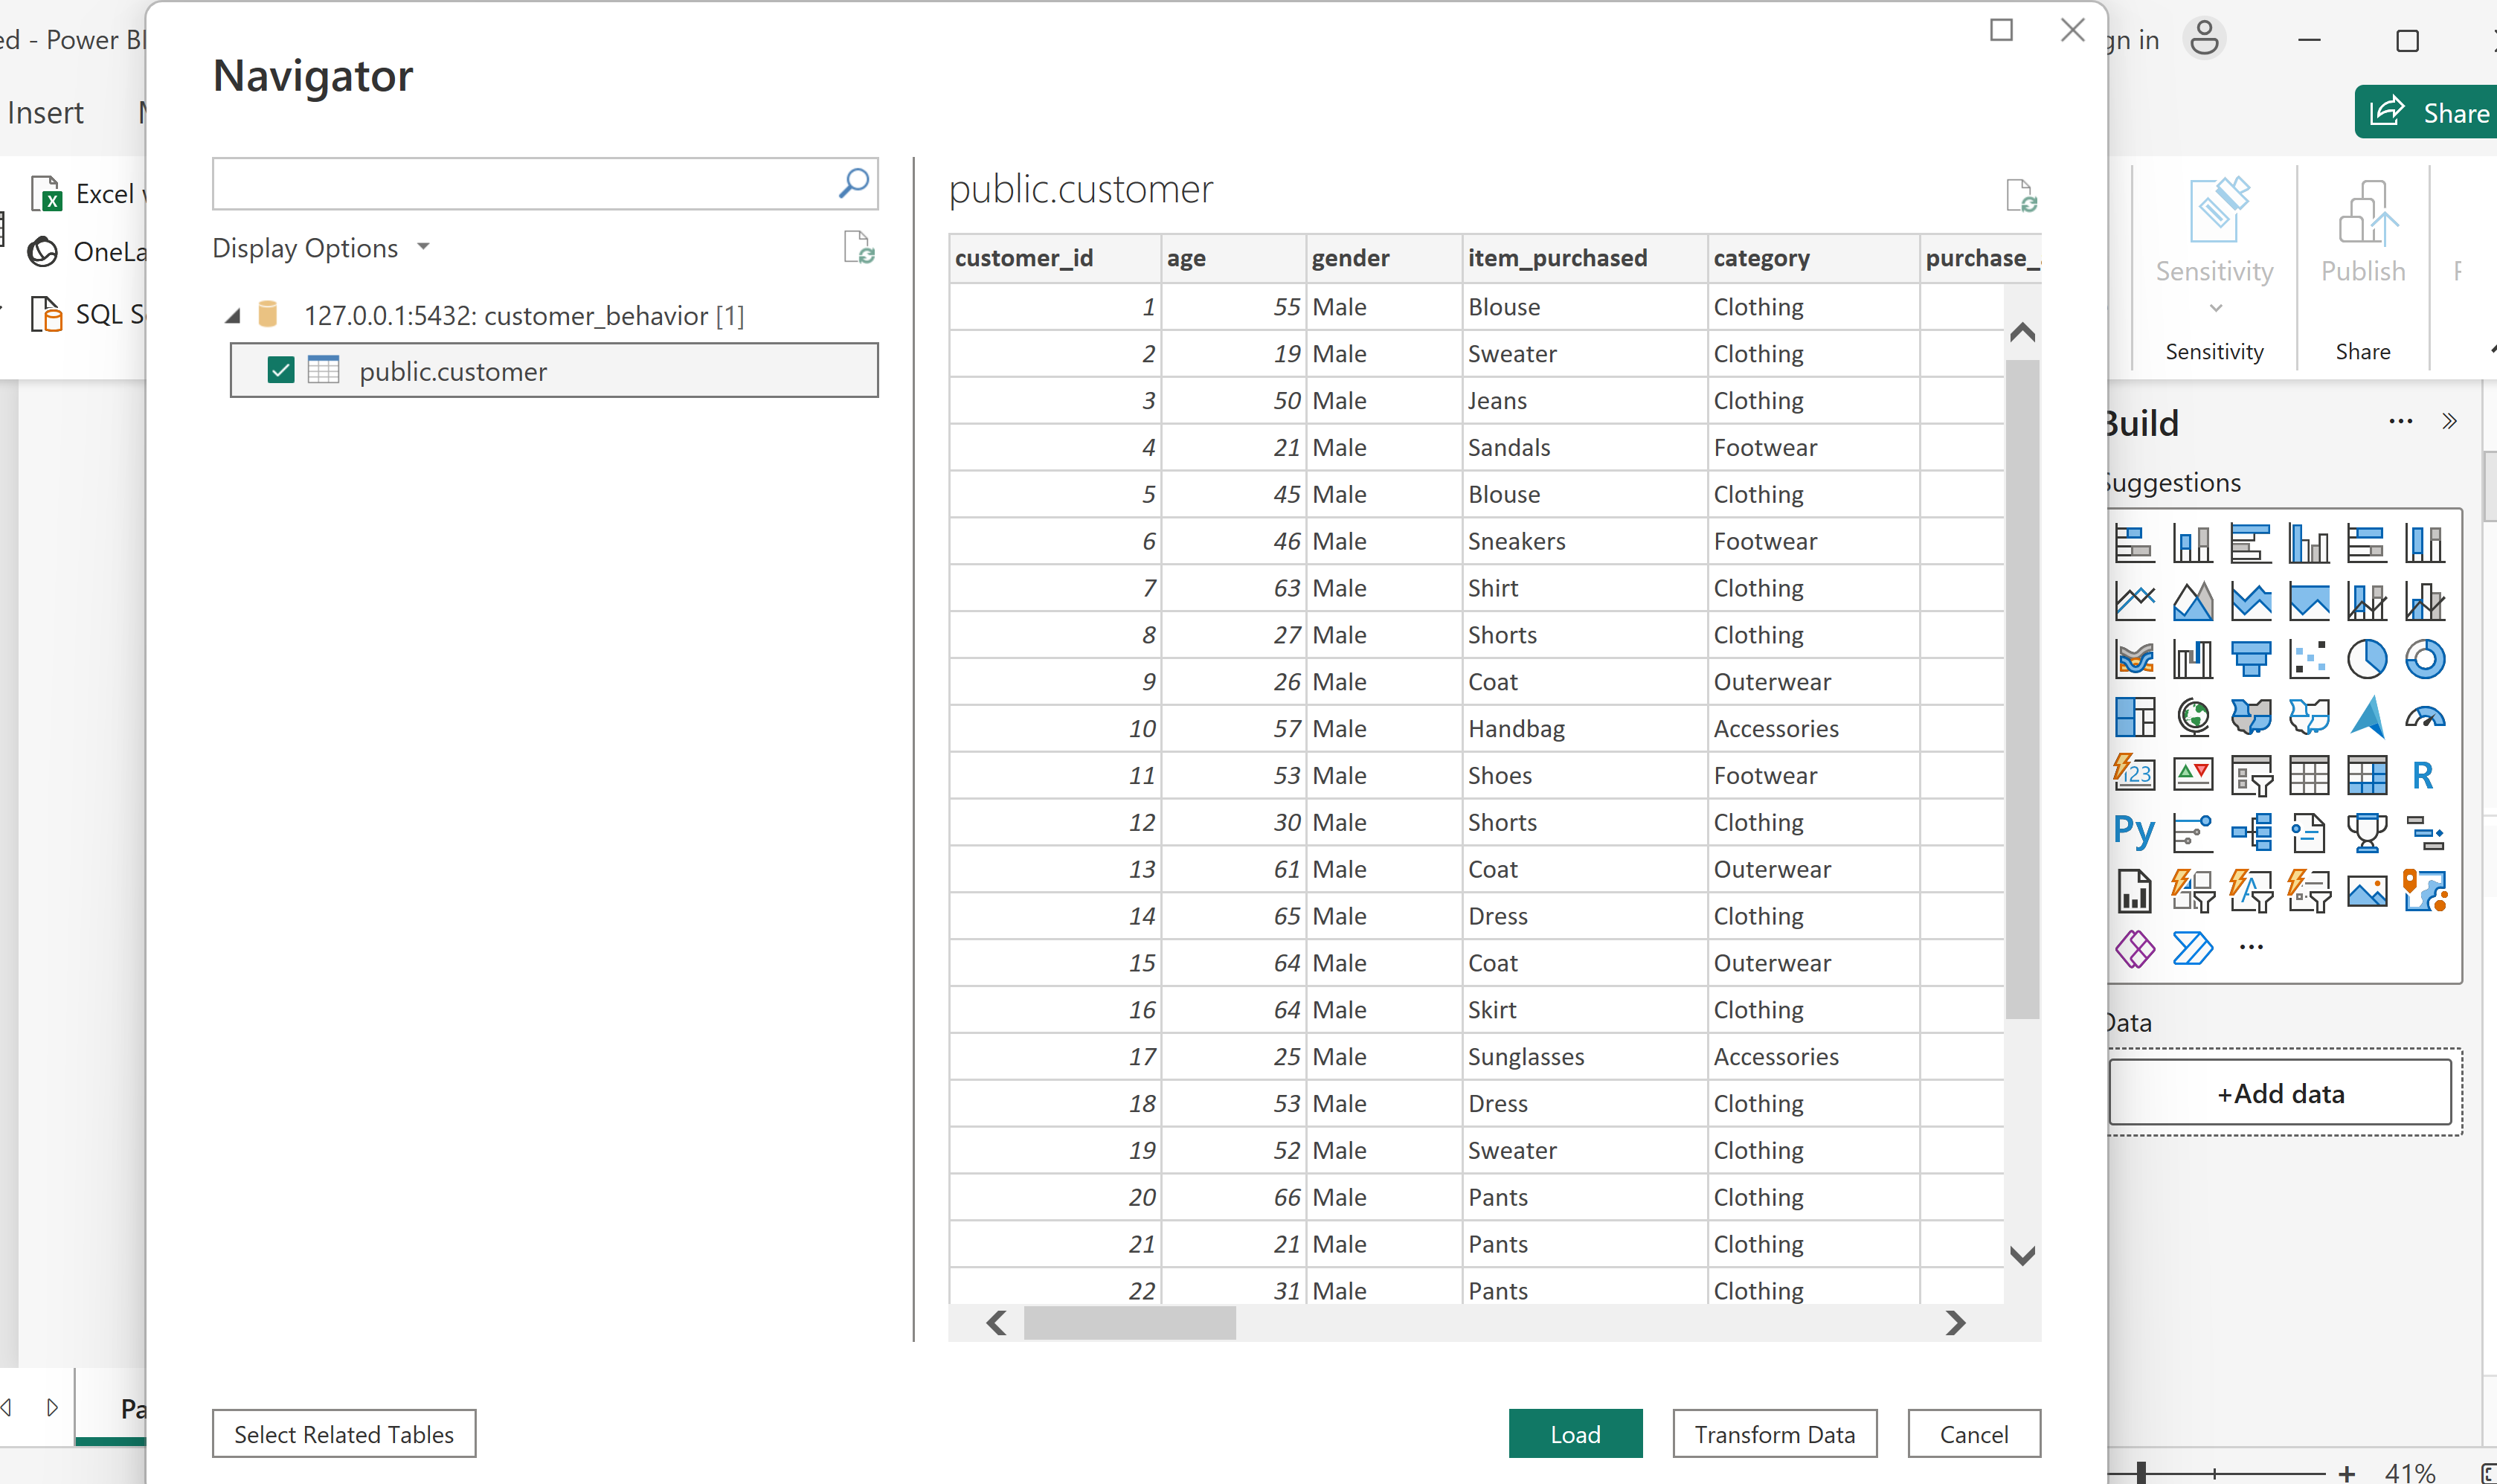 ed - Power BI
gn in
Navigator
Insert
Share
Excel
public.customer
Display Options
OneLa
SQL S
127.0.0.1:5432: customer_behavior [1]
public.customer
customer_id age gender item_purchased category purchase_
1 55 Male Blouse Clothing
2 19 Male Sweater Clothing
3 50 Male Jeans Clothing
4 21 Male Sandals Footwear
5 45 Male Blouse Clothing
6 46 Male Sneakers Footwear
7 63 Male Shirt Clothing
8 27 Male Shorts Clothing
9 26 Male Coat Outerwear
10 57 Male Handbag Accessories
11 53 Male Shoes Footwear
12 30 Male Shorts Clothing
13 61 Male Coat Outerwear
14 65 Male Dress Clothing
15 64 Male Coat Outerwear
16 64 Male Skirt Clothing
17 25 Male Sunglasses Accessories
18 53 Male Dress Clothing
19 52 Male Sweater Clothing
20 66 Male Pants Clothing
21 21 Male Pants Clothing
22 31 Male Pants Clothing
Select Related Tables
Load
Transform Data
Cancel
Sensitivity
Publish
Sensitivity
Share
Build
Suggestions
123
R
Py
Data
+Add data
Pa
41%